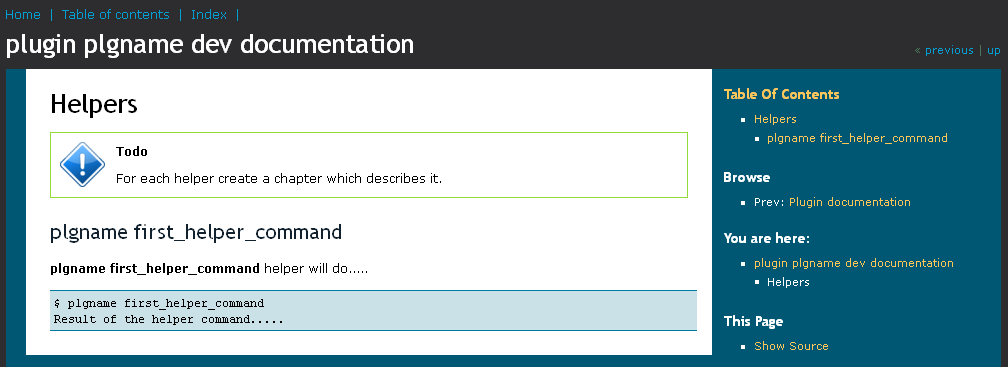 Home | Table of contents | Index |
plugin plgname dev documentation
« previous | up
Helpers
Todo
For each helper create a chapter which describes it.
plgname first_helper_command
plgname first_helper_command helper will do.....
$ plgname first_helper_command
Result of the helper command.....
Table Of Contents
Helpers
plgname first_helper_command
Browse
Prev: Plugin documentation
You are here:
plugin plgname dev documentation
Helpers
This Page
Show Source